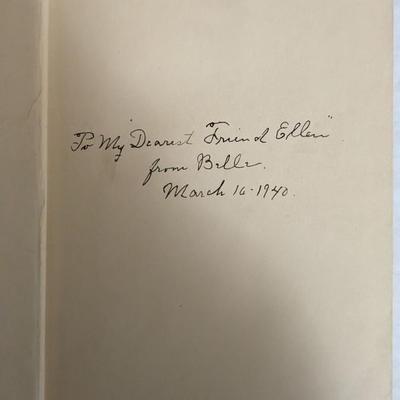 "To My Dearest Friend Ellen"
from Belle.
March 16-1940.